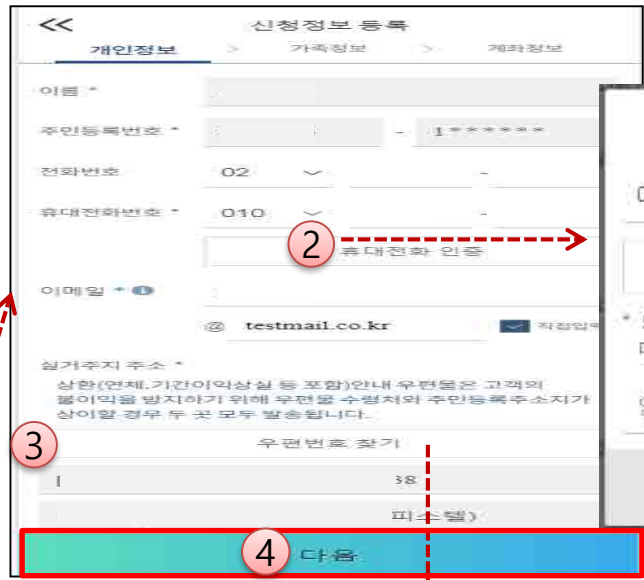 << 신청정보 등록
개인정보 > 가족정보 > 계좌정보
이름 *
주민등록번호 * - 1******
전화번호 02 -
휴대전화번호 * 010 -
② 휴대전화 인증
이메일 *
@ testmail.co.kr 직접입력
실거주지 주소 *
상환(연체,기간이익상실 등 포함)안내 우편물은 고객의
불이익을 방지하기 위해 우편물 수령처와 주민등록주소지가
상이할 경우 두 곳 모두 발송됩니다.
③ 우편번호 찾기
38
피스텔)
④ 다음